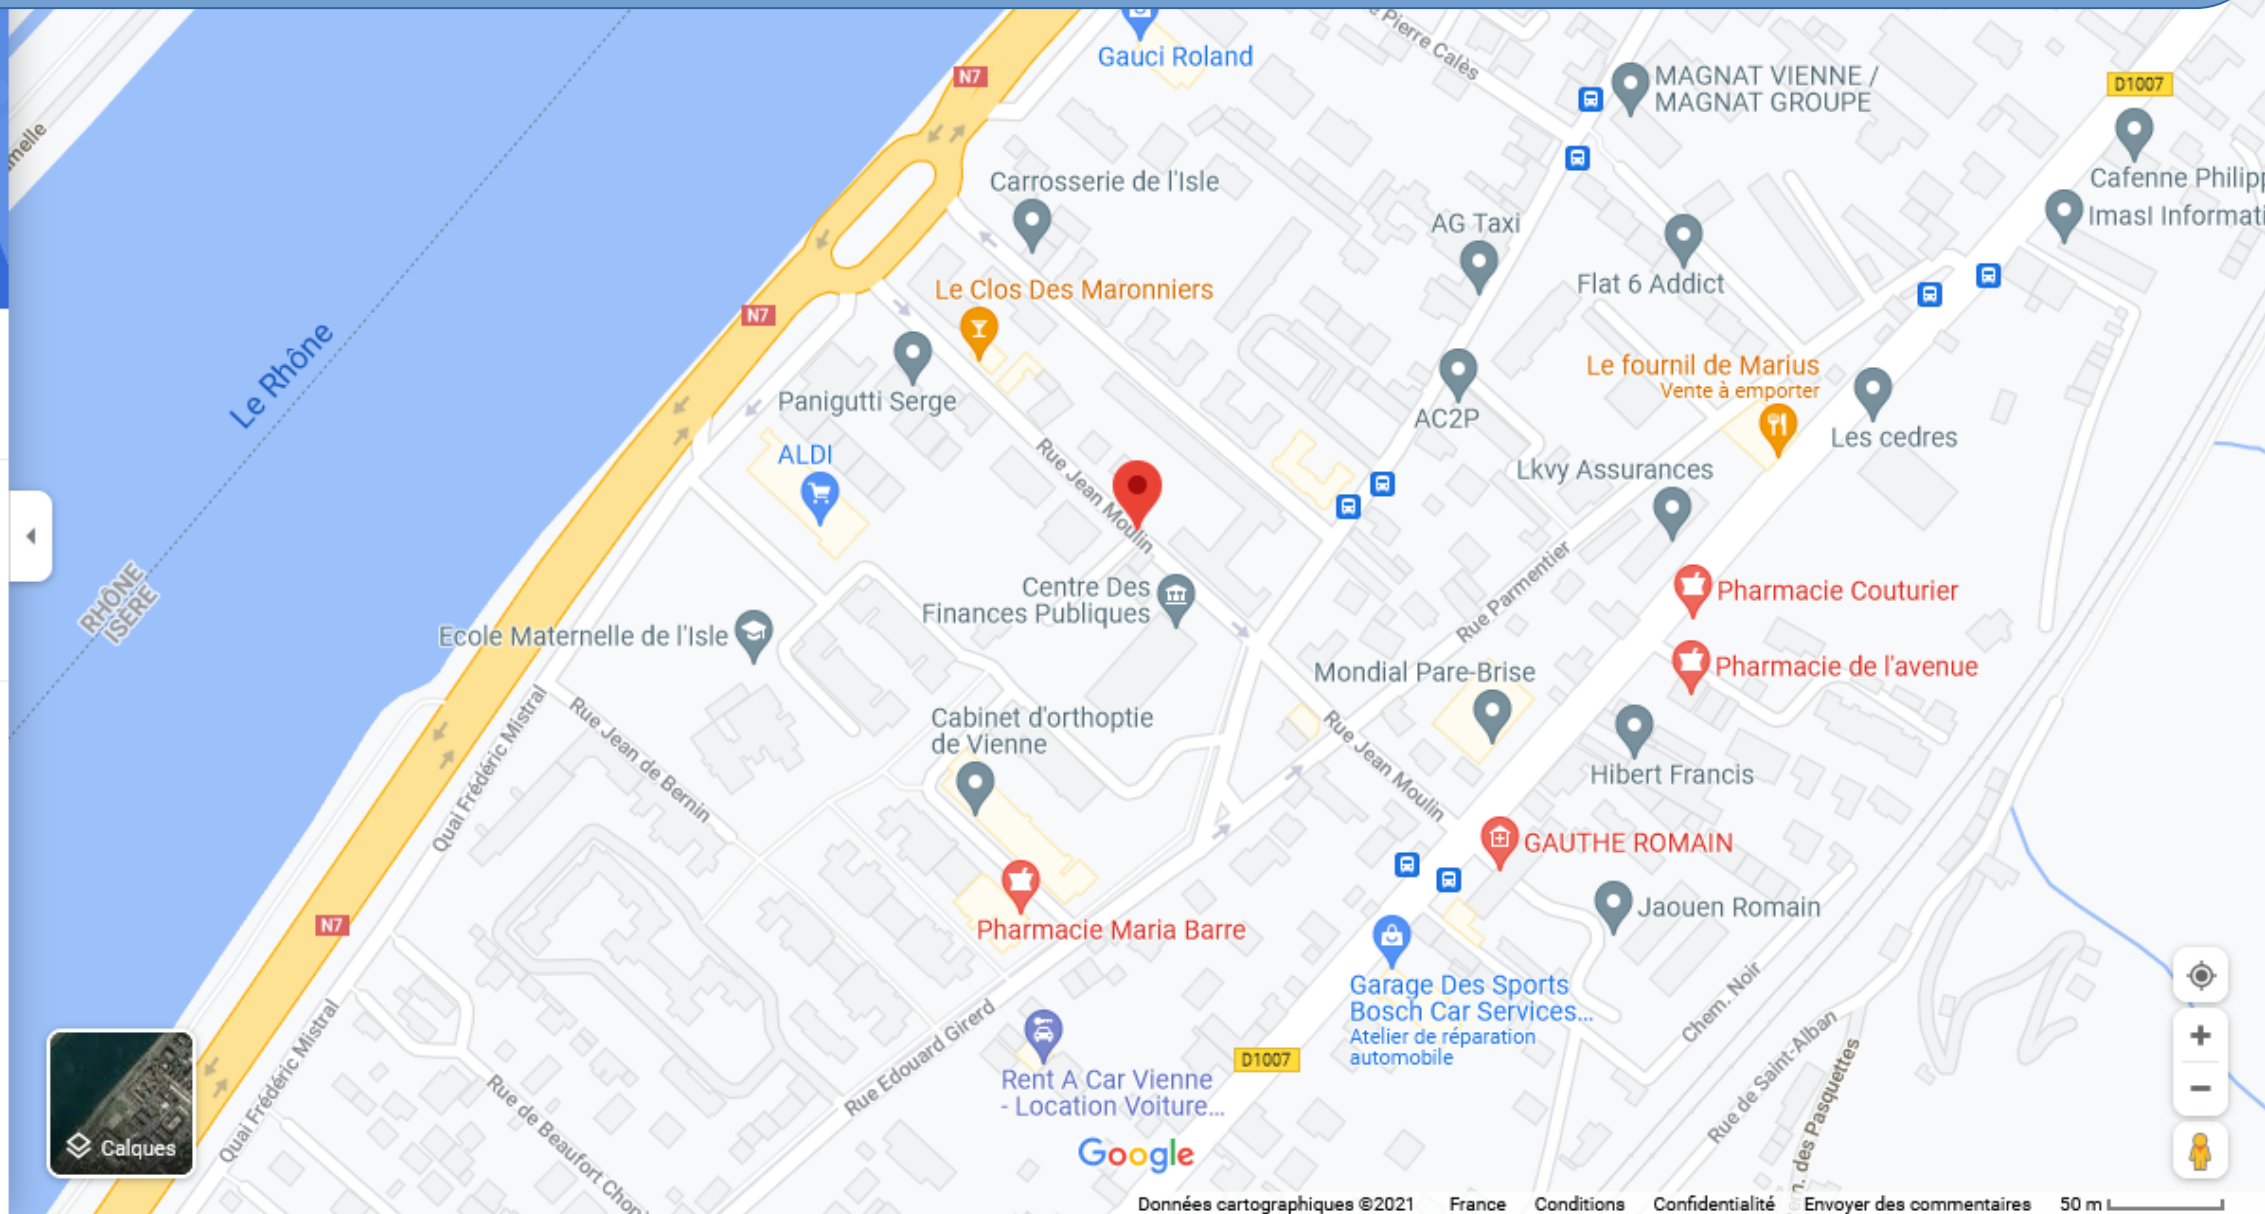 Gauci Roland
Pierre Calès
N7
MAGNAT VIENNE /
MAGNAT GROUPE
D1007
Carrosserie de l'Isle
Cafenne Philipp
AG Taxi
Imasl Informati
Le Clos Des Maronniers
Flat 6 Addict
N7
Le Rhône
Panigutti Serge
Le fournil de Marius
Vente à emporter
AC2P
Les cedres
ALDI
Rue Jean Moulin
Lkvy Assurances
RHÔNE
ISÈRE
Centre Des
Finances Publiques
Rue Parmentier
Pharmacie Couturier
Ecole Maternelle de l'Isle
Mondial Pare-Brise
Pharmacie de l'avenue
Quai Frédéric Mistral
Rue Jean de Bernin
Cabinet d'orthoptie
de Vienne
Rue Jean Moulin
Hibert Francis
GAUTHE ROMAIN
N7
Pharmacie Maria Barre
Jaouen Romain
Garage Des Sports
Bosch Car Services...
Atelier de réparation
automobile
Chem. Noir
Quai Frédéric Mistral
Rue Edouard Girerd
D1007
Rue de Saint-Alban
des Pasquettes
Rent A Car Vienne
- Location Voiture...
Rue de Beaufort Chon
Calques
Google
Données cartographiques ©2021 France Conditions Confidentialité Envoyer des commentaires 50 m